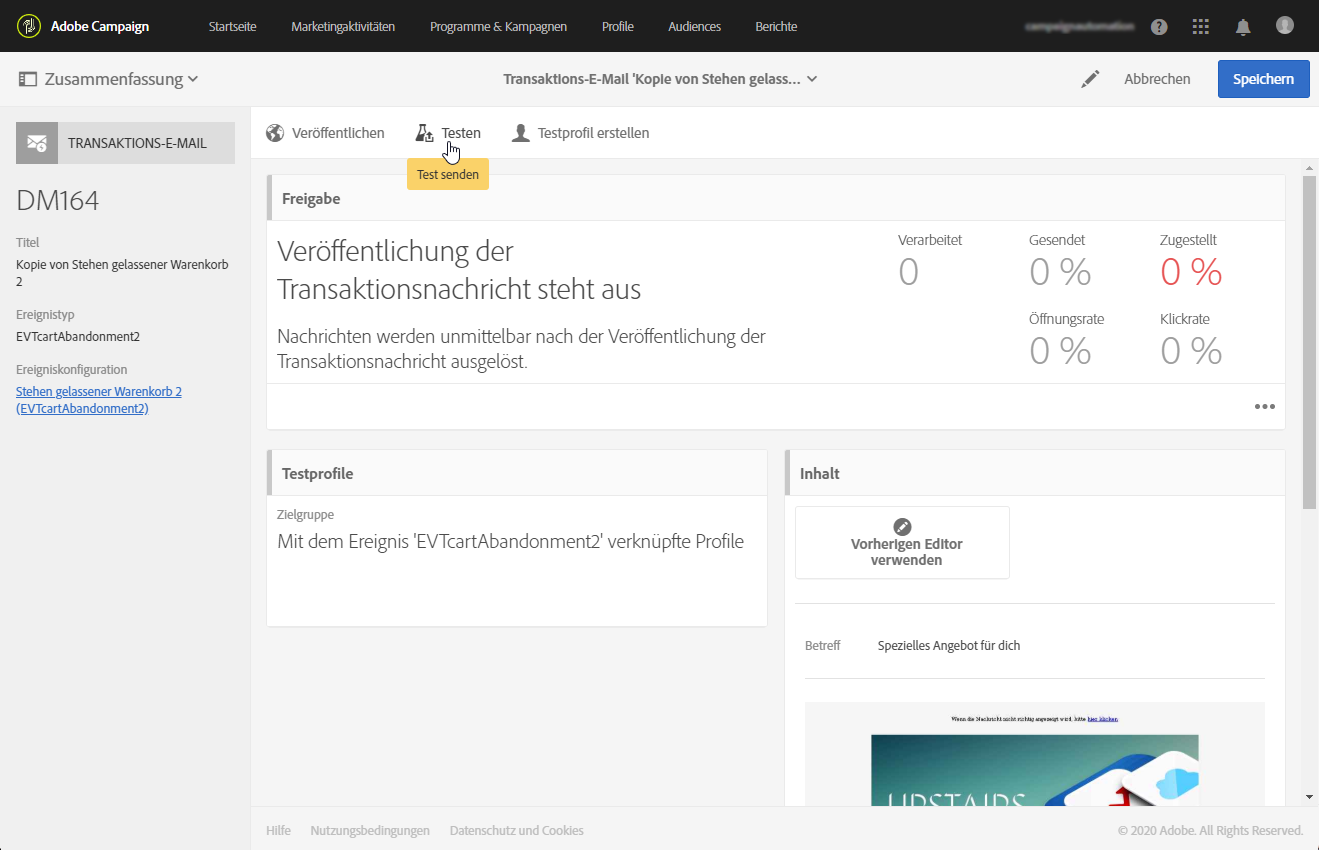 Adobe Campaign
Startseite
Marketingaktivitäten
Programme & Kampagnen
Profile
Audiences
Berichte
Zusammenfassung
Transaktions-E-Mail 'Kopie von Stehen gelass...
Abbrechen
Speichern
TRANSAKTIONS-E-MAIL
DM164
Titel
Kopie von Stehen gelassener Warenkorb
2
Ereignistyp
EVTcartAbandonment2
Ereigniskonfiguration
Stehen gelassener Warenkorb 2
(EVTcartAbandonment2)
Veröffentlichen
Testen
Testprofil erstellen
Test senden
Freigabe
Veröffentlichung der
Transaktionsnachricht steht aus
Nachrichten werden unmittelbar nach der Veröffentlichung der
Transaktionsnachricht ausgelöst.
Verarbeitet
0
Gesendet
0 %
Zugestellt
0 %
Öffnungsrate
0 %
Klickrate
0 %
Testprofile
Zielgruppe
Mit dem Ereignis 'EVTcartAbandonment2' verknüpfte Profile
Inhalt
Vorherigen Editor
verwenden
Betreff
Spezielles Angebot für dich
Wenn die Nachricht nicht richtig angezeigt wird, bitte hier klicken
UPSTAIRS
Hilfe
Nutzungsbedingungen
Datenschutz und Cookies
© 2020 Adobe. All Rights Reserved.